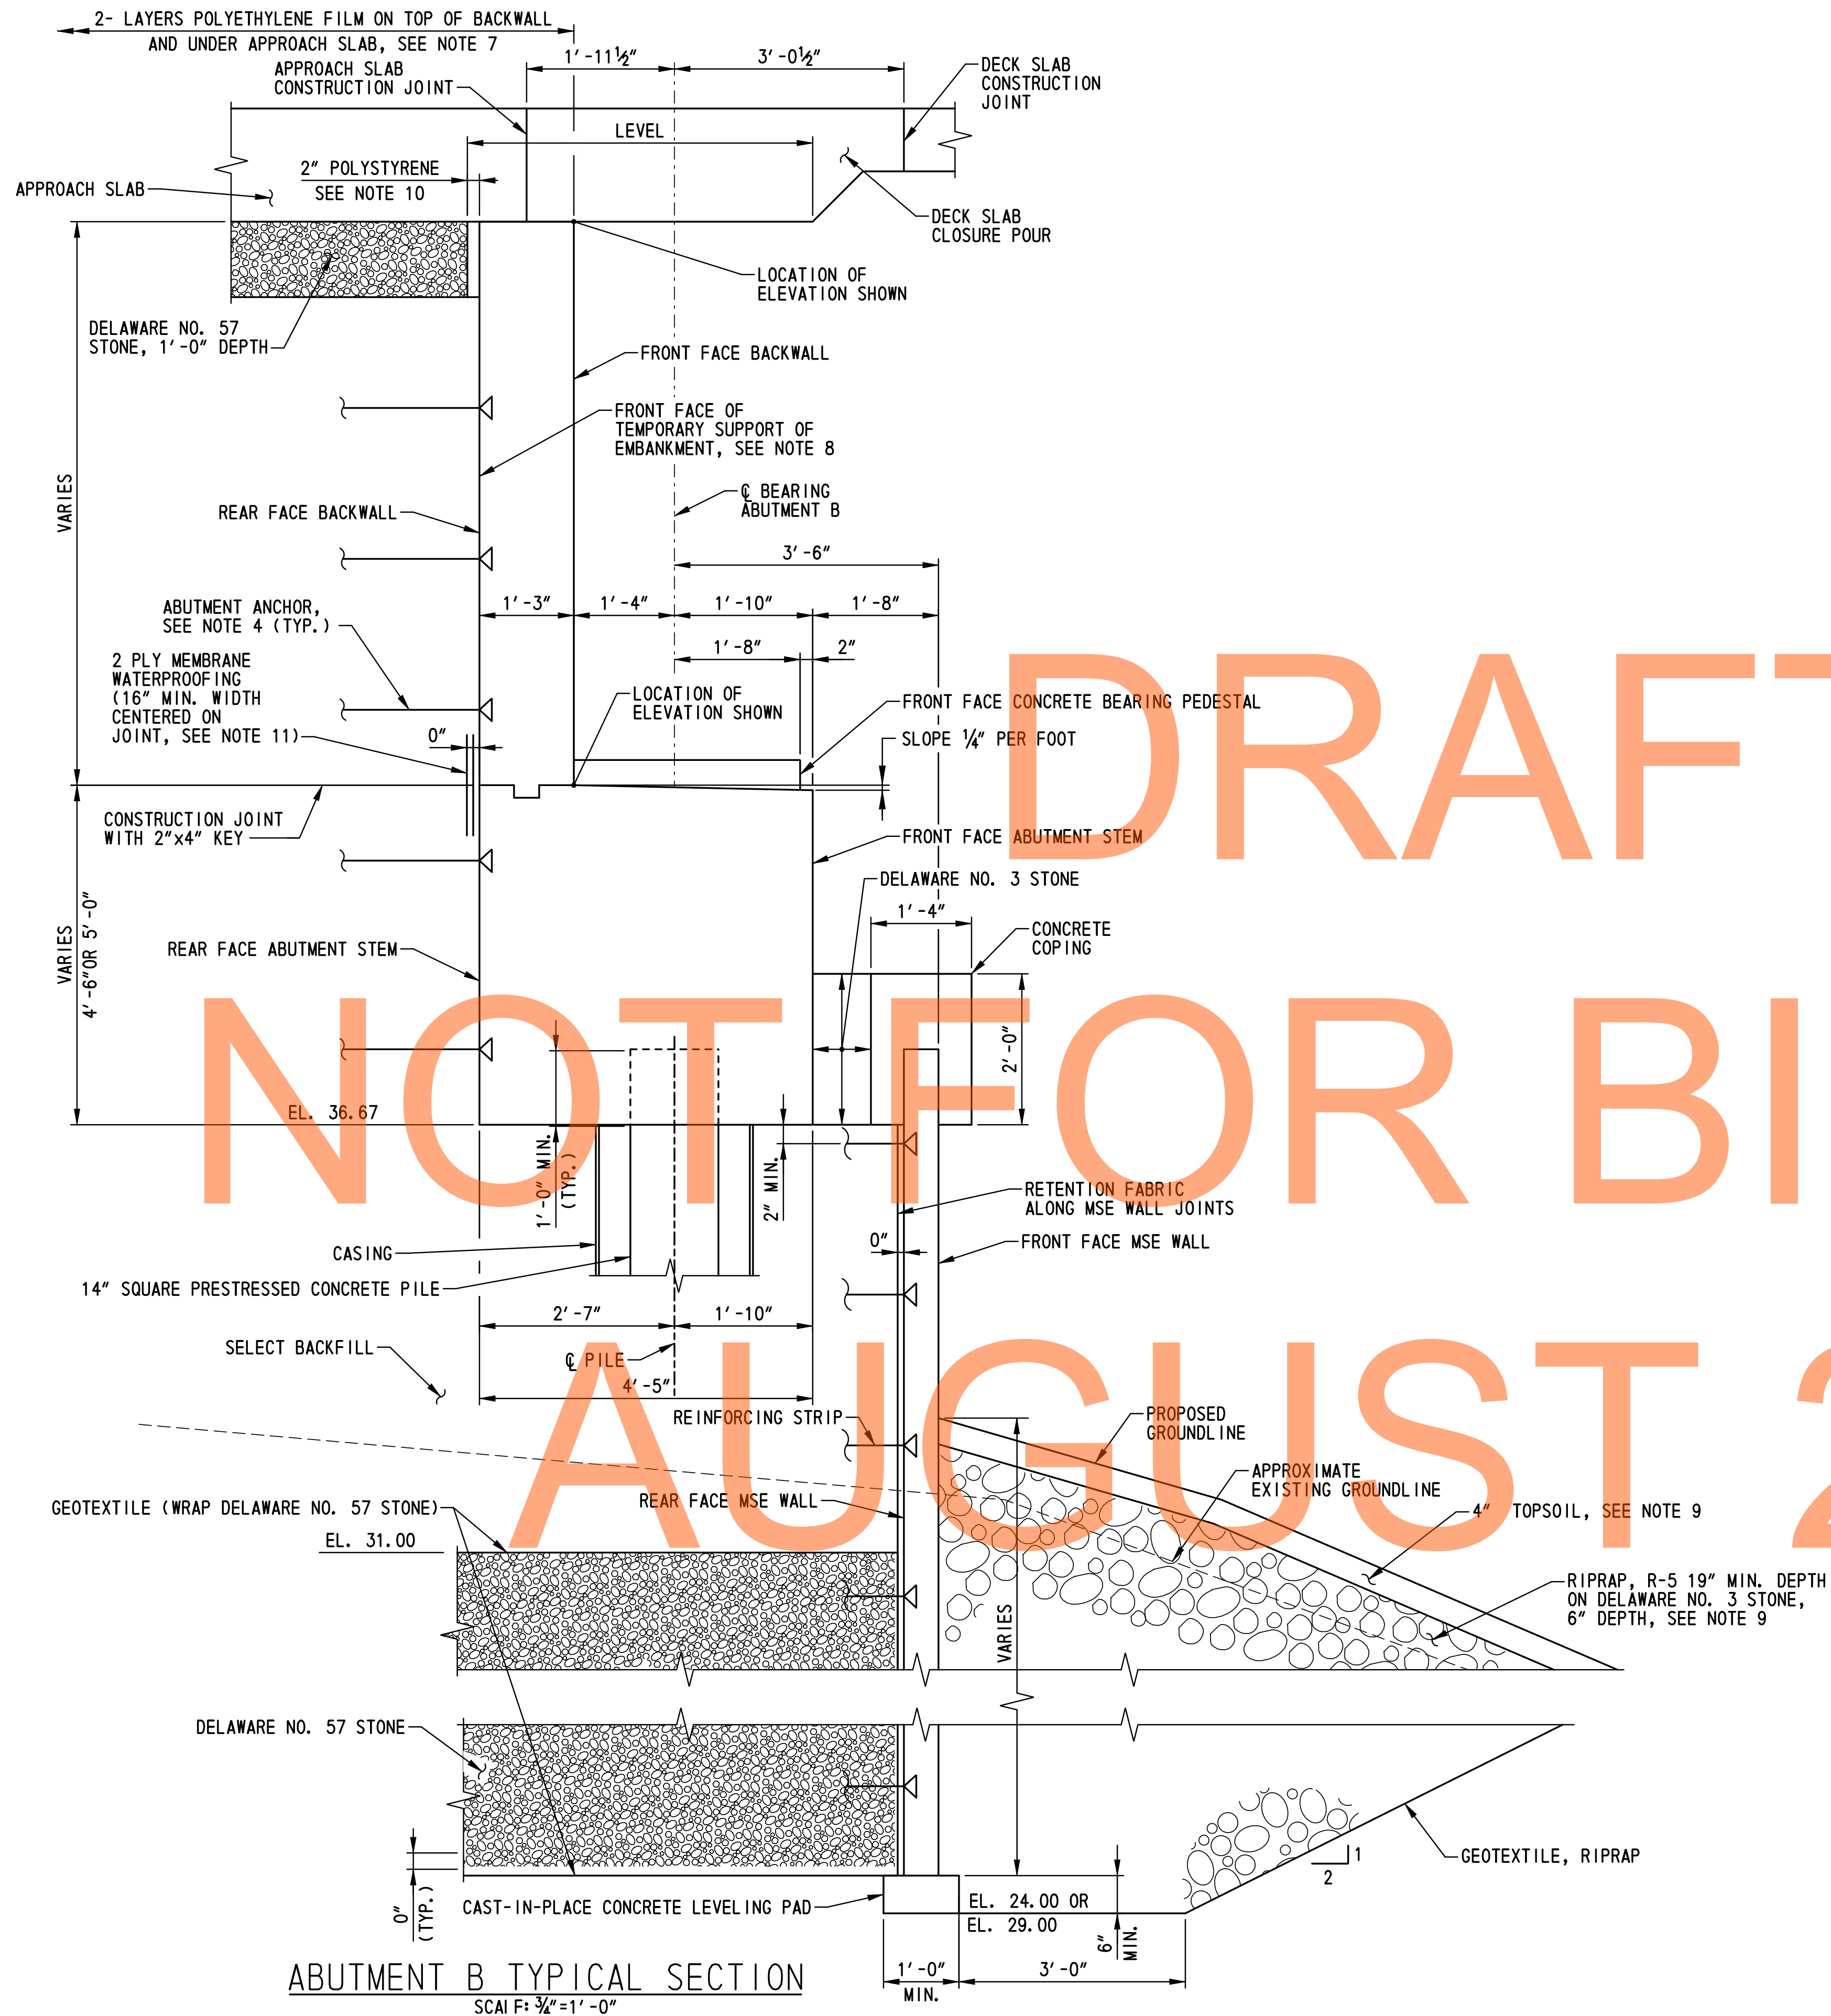 2- LAYERS POLYETHYLENE FILM ON TOP OF BACKWALL
AND UNDER APPROACH SLAB, SEE NOTE 7
1'-11½"
3'-0½"
APPROACH SLAB
CONSTRUCTION JOINT
DECK SLAB
CONSTRUCTION
JOINT
LEVEL
2" POLYSTYRENE
SEE NOTE 10
APPROACH SLAB
DECK SLAB
CLOSURE POUR
LOCATION OF
ELEVATION SHOWN
DELAWARE NO. 57
STONE, 1'-0" DEPTH
FRONT FACE BACKWALL
FRONT FACE OF
TEMPORARY SUPPORT OF
EMBANKMENT, SEE NOTE 8
VARIES
℄ BEARING
ABUTMENT B
REAR FACE BACKWALL
3'-6"
1'-3"
1'-4"
1'-10"
1'-8"
ABUTMENT ANCHOR,
SEE NOTE 4 (TYP.)
1'-8"
2"
2 PLY MEMBRANE
WATERPROOFING
(16" MIN. WIDTH
CENTERED ON
JOINT, SEE NOTE 11)
0"
LOCATION OF
ELEVATION SHOWN
FRONT FACE CONCRETE BEARING PEDESTAL
SLOPE ¼" PER FOOT
CONSTRUCTION JOINT
WITH 2"x4" KEY
FRONT FACE ABUTMENT STEM
DELAWARE NO. 3 STONE
1'-4"
CONCRETE
COPING
VARIES
4'-6"OR 5'-0"
REAR FACE ABUTMENT STEM
2'-0"
EL. 36.67
1'-0" MIN.
(TYP.)
2" MIN.
RETENTION FABRIC
ALONG MSE WALL JOINTS
CASING
0"
FRONT FACE MSE WALL
14" SQUARE PRESTRESSED CONCRETE PILE
2'-7"
1'-10"
SELECT BACKFILL
℄ PILE
4'-5"
REINFORCING STRIP
PROPOSED
GROUNDLINE
APPROXIMATE
EXISTING GROUNDLINE
GEOTEXTILE (WRAP DELAWARE NO. 57 STONE)
REAR FACE MSE WALL
4" TOPSOIL, SEE NOTE 9
EL. 31.00
RIPRAP, R-5 19" MIN. DEPTH
ON DELAWARE NO. 3 STONE,
6" DEPTH, SEE NOTE 9
VARIES
DELAWARE NO. 57 STONE
1
2
GEOTEXTILE, RIPRAP
0"
(TYP.)
CAST-IN-PLACE CONCRETE LEVELING PAD
EL. 24.00 OR
EL. 29.00
6"
MIN.
1'-0"
MIN.
3'-0"
ABUTMENT B TYPICAL SECTION
SCALE: ¾"=1'-0"
DRAFT
NOT FOR BI
AUGUST 2